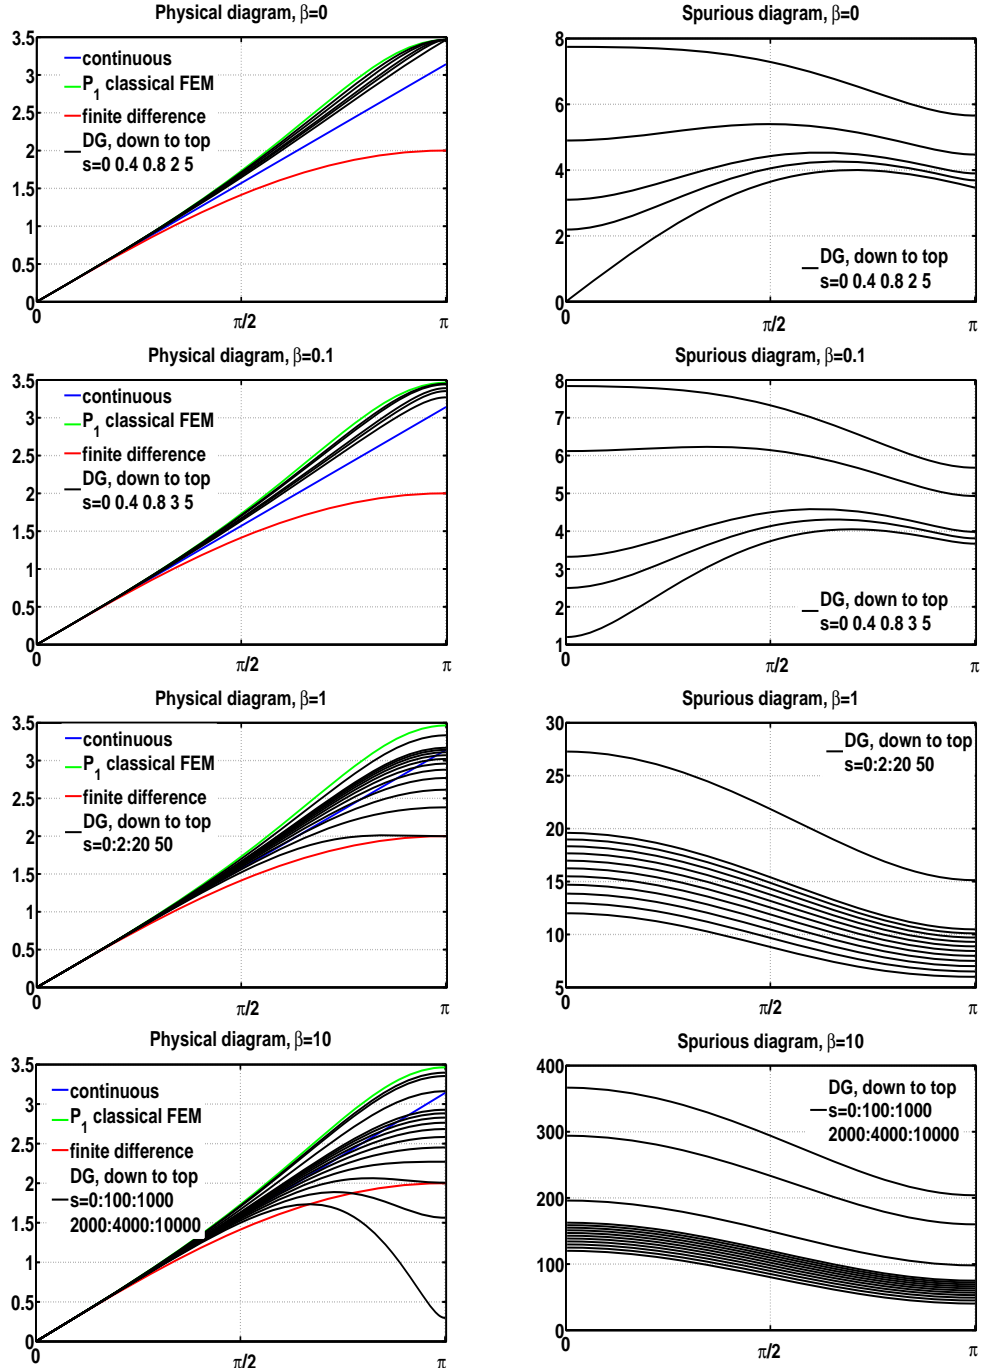 Physical diagram, β=0
3.5
3
2.5
2
1.5
1
0.5
0
continuous
P1 classical FEM
finite difference
DG, down to top
s=0 0.4 0.8 2 5
0
π/2
π
Spurious diagram, β=0
8
6
4
2
0
DG, down to top
s=0 0.4 0.8 2 5
0
π/2
π
Physical diagram, β=0.1
3.5
3
2.5
2
1.5
1
0.5
0
continuous
P1 classical FEM
finite difference
DG, down to top
s=0 0.4 0.8 3 5
0
π/2
π
Spurious diagram, β=0.1
8
7
6
5
4
3
2
1
DG, down to top
s=0 0.4 0.8 3 5
0
π/2
π
Physical diagram, β=1
3.5
3
2.5
2
1.5
1
0.5
0
continuous
P1 classical FEM
finite difference
DG, down to top
s=0:2:20 50
0
π/2
π
Spurious diagram, β=1
30
25
20
15
10
5
DG, down to top
s=0:2:20 50
0
π/2
π
Physical diagram, β=10
3.5
3
2.5
2
1.5
1
0.5
0
continuous
P1 classical FEM
finite difference
DG, down to top
s=0:100:1000
2000:4000:10000
0
π/2
π
Spurious diagram, β=10
400
300
200
100
0
DG, down to top
s=0:100:1000
2000:4000:10000
0
π/2
π